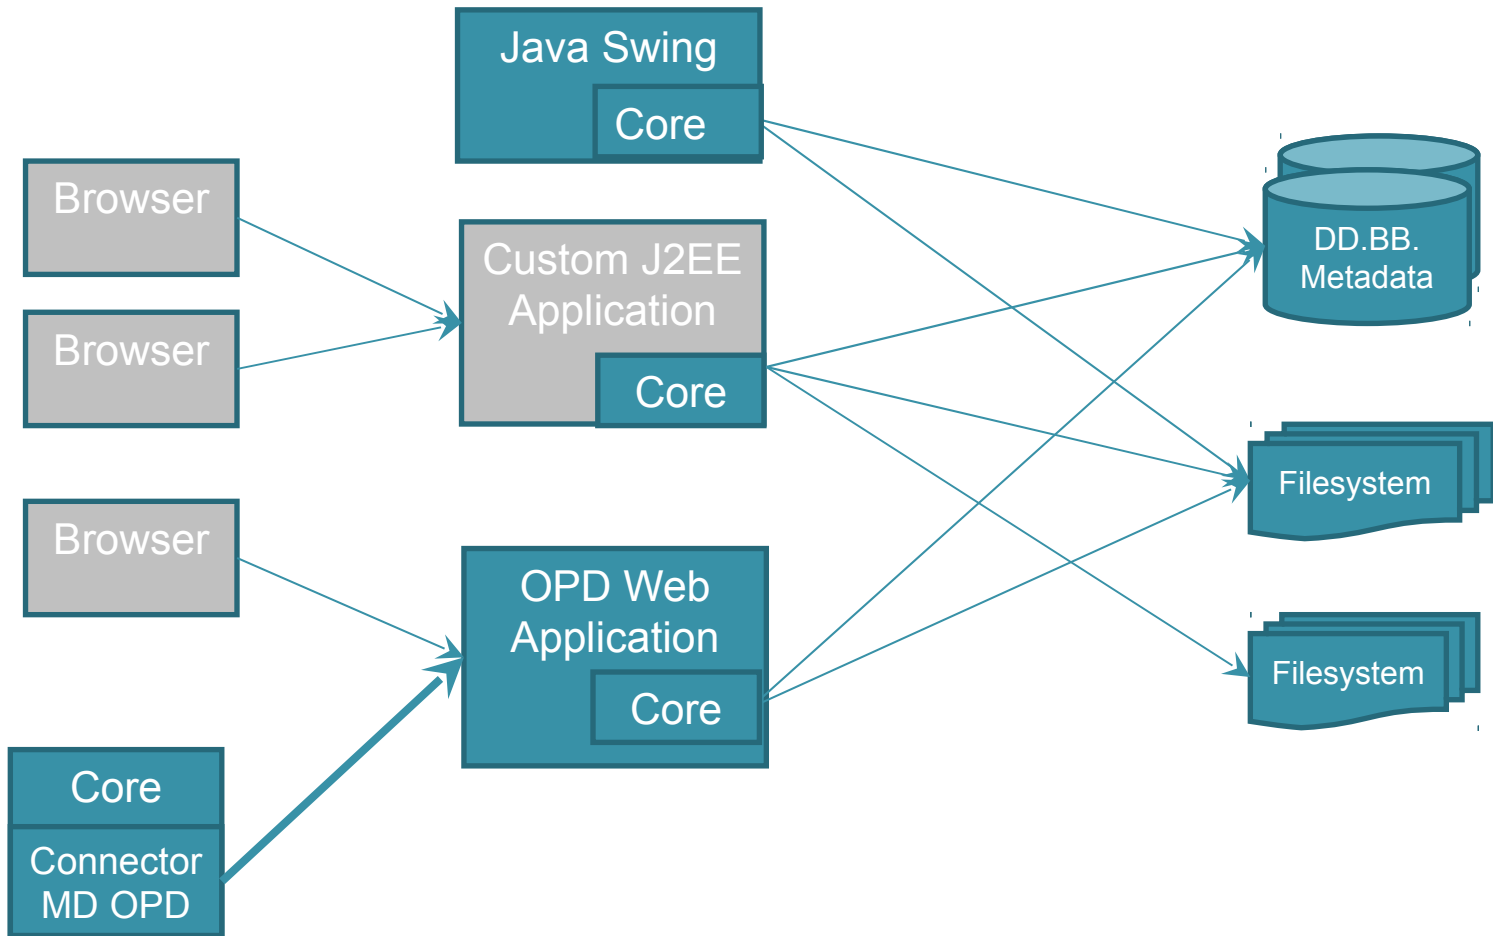 Java Swing
Core
Browser
Custom J2EE
Application
Core
Browser
Browser
OPD Web
Application
Core
Core
Connector
MD OPD
DD.BB.
Metadata
Filesystem
Filesystem